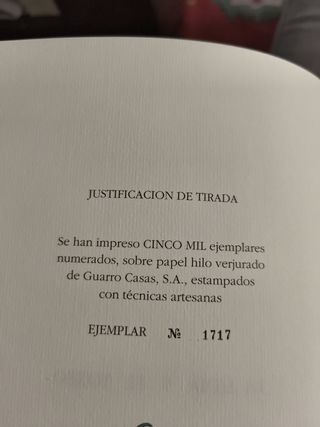 JUSTIFICACION DE TIRADA
Se han impreso CINCO MIL ejemplares
numerados, sobre papel hilo verjurado
de Guarro Casas, S.A., estampados
con técnicas artesanas
EJEMPLAR № 1717